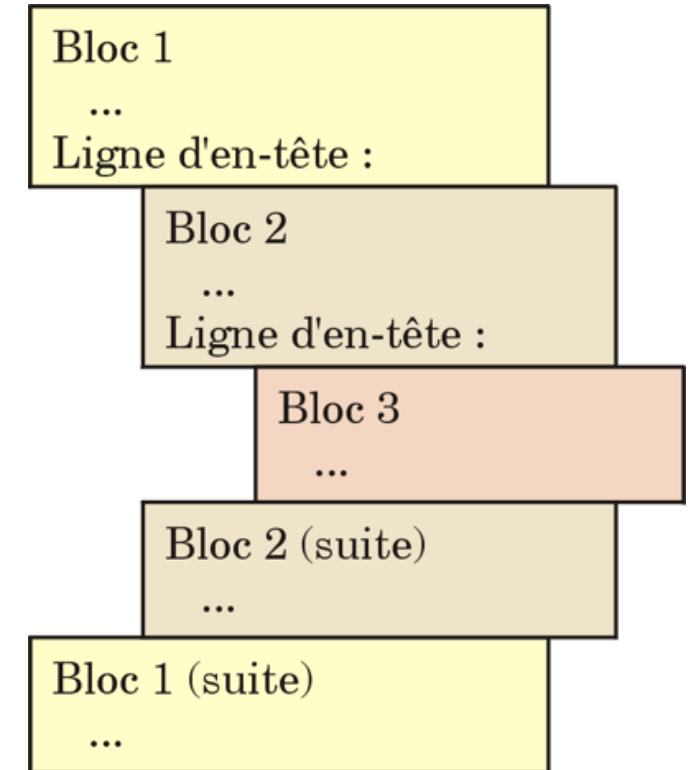 Bloc 1
...
Ligne d'en-tête :
Bloc 2
...
Ligne d'en-tête :
Bloc 3
...
Bloc 2 (suite)
...
Bloc 1 (suite)
...